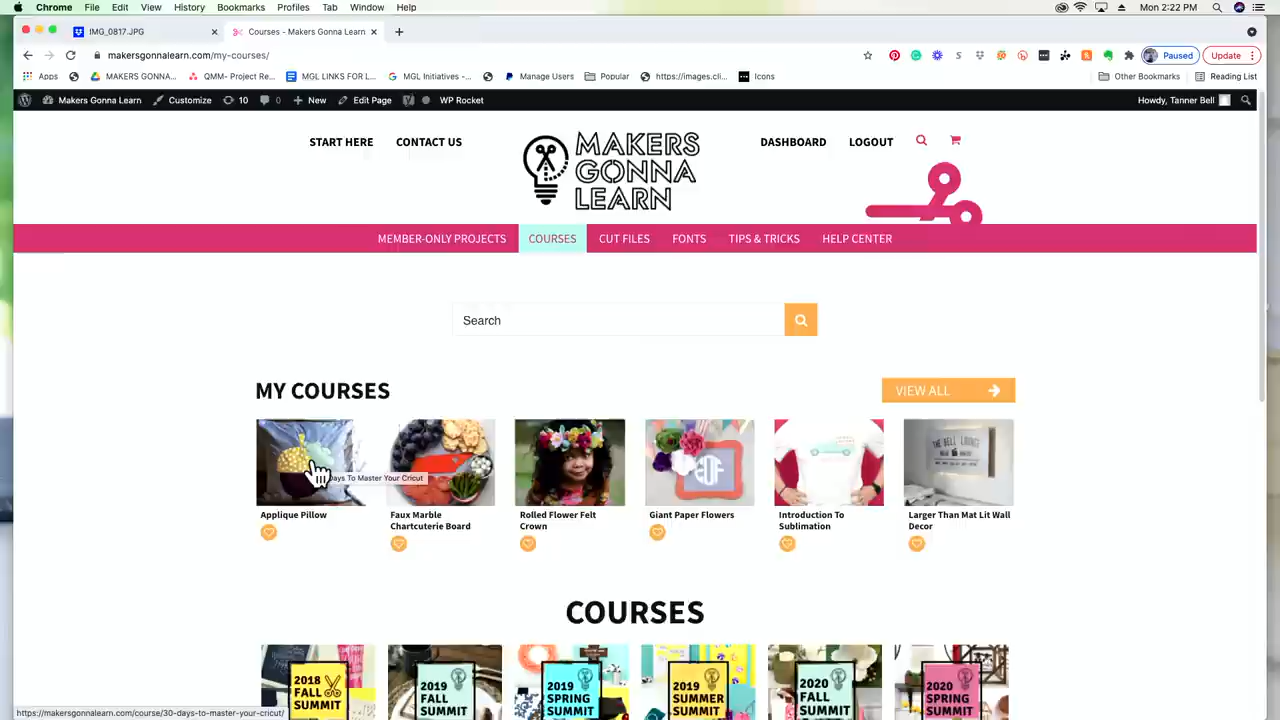 Chrome File Edit View History Bookmarks Profiles Tab Window Help Mon 2:22 PM
IMG_0817.JPG Courses - Makers Gonna Learn
makersgonnalearn.com/my-courses/ Paused Update
Apps MAKERS GONNA... QMM- Project Re... MGL LINKS FOR L... MGL Initiatives -... Manage Users Popular https://images.cli... Icons Other Bookmarks Reading List
Makers Gonna Learn Customize 10 0 New Edit Page WP Rocket Howdy, Tanner Bell
START HERE CONTACT US DASHBOARD LOGOUT
MAKERS
GONNA
LEARN
MEMBER-ONLY PROJECTS COURSES CUT FILES FONTS TIPS & TRICKS HELP CENTER
Search
MY COURSES VIEW ALL
THE BELL LOUNGE
Days To Master Your Cricut
Applique Pillow
Faux Marble
Chartcuterie Board
Rolled Flower Felt
Crown
Giant Paper Flowers
Introduction To
Sublimation
Larger Than Mat Lit Wall
Decor
COURSES
2018
FALL
SUMMIT
2019
FALL
SUMMIT
2019
SPRING
SUMMIT
2019
SUMMER
SUMMIT
2020
FALL
SUMMIT
2020
SPRING
SUMMIT
https://makersgonnalearn.com/course/30-days-to-master-your-cricut/